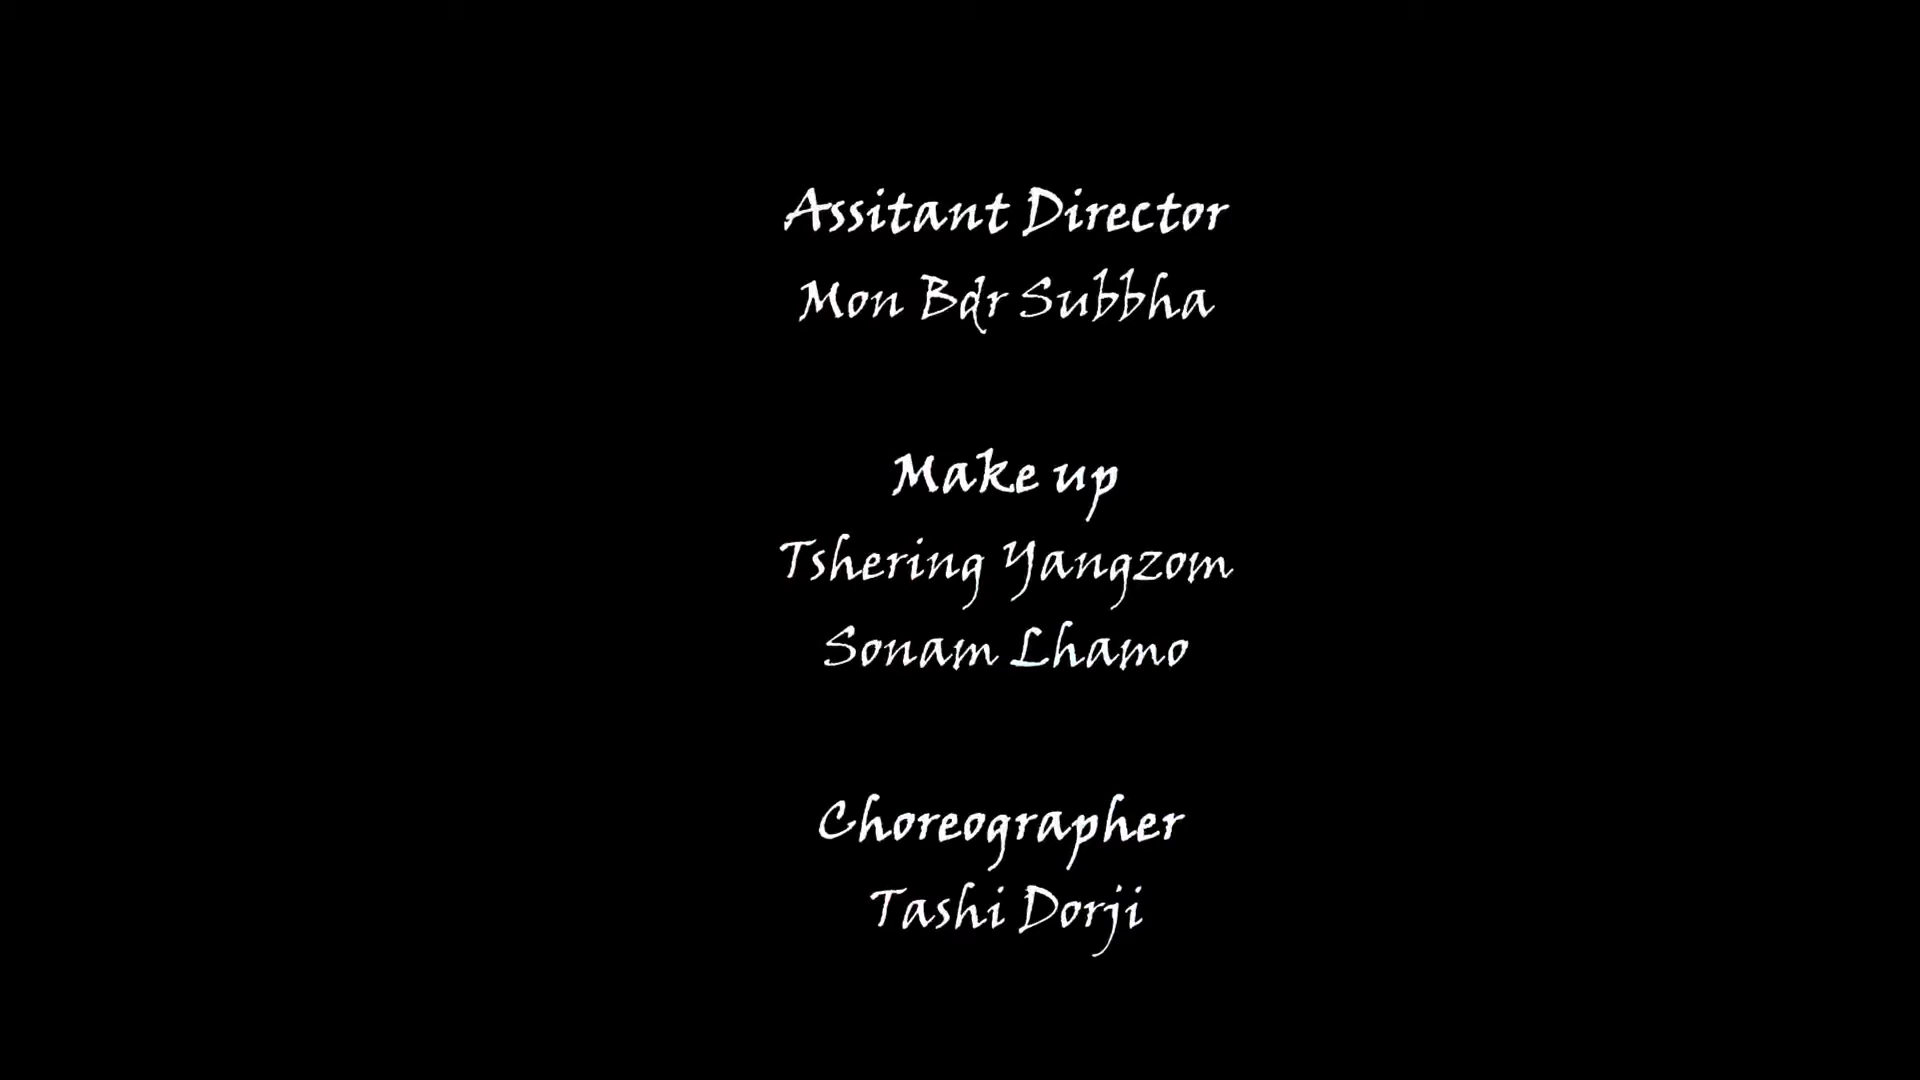 Assitant Director
Mon Bdr Subbha
Make up
Tshering Yangzom
Sonam Lhamo
Choreographer
Tashi Dorji